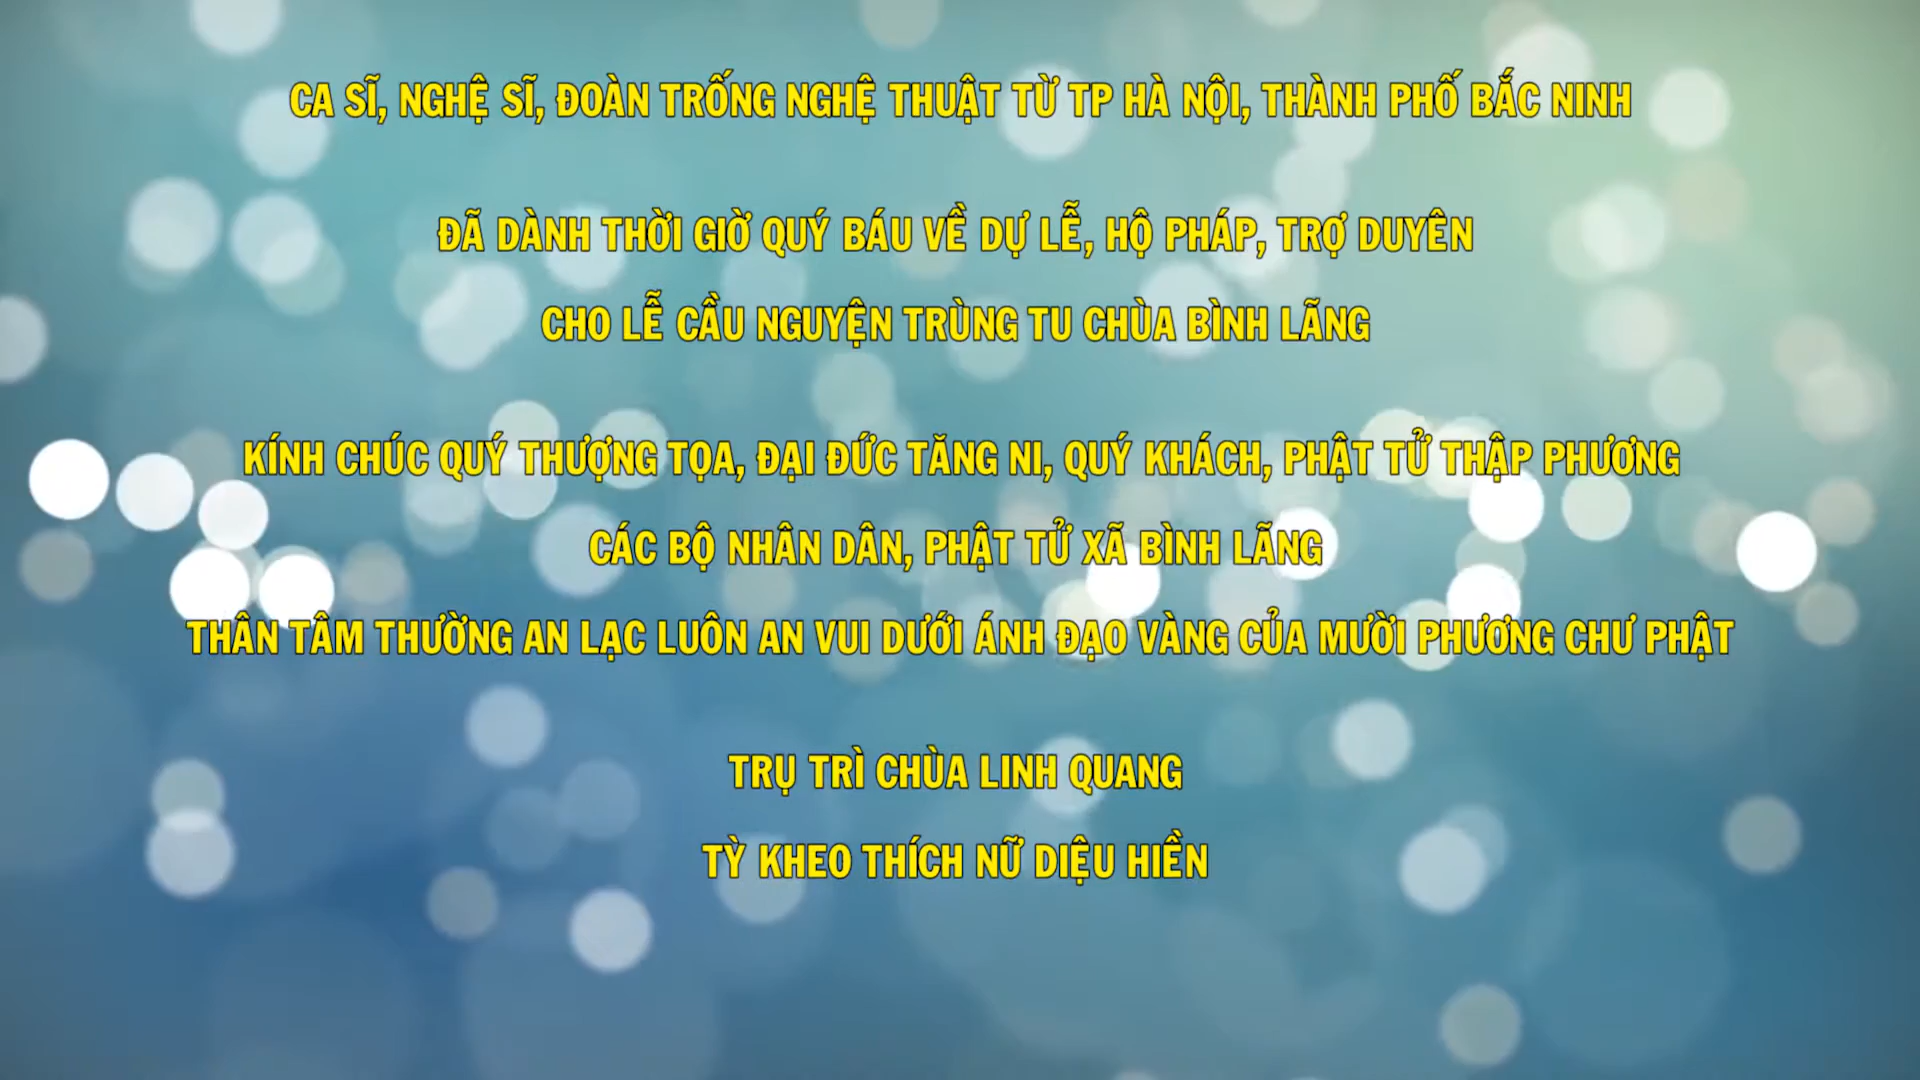 CA SĨ, NGHỆ SĨ, ĐOÀN TRỐNG NGHỆ THUẬT TỪ TP HÀ NỘI, THÀNH PHỐ BẮC NINH
ĐÃ DÀNH THỜI GIỜ QUÝ BÁU VỀ DỰ LỄ, HỘ PHÁP, TRỢ DUYÊN
CHO LỄ CẦU NGUYỆN TRÙNG TU CHÙA BÌNH LÃNG
KÍNH CHÚC QUÝ THƯỢNG TỌA, ĐẠI ĐỨC TĂNG NI, QUÝ KHÁCH, PHẬT TỬ THẬP PHƯƠNG
CÁC BỘ NHÂN DÂN, PHẬT TỬ XÃ BÌNH LÃNG
THÂN TÂM THƯỜNG AN LẠC LUÔN AN VUI DƯỚI ÁNH ĐẠO VÀNG CỦA MƯỜI PHƯƠNG CHƯ PHẬT
TRỤ TRÌ CHÙA LINH QUANG
TỲ KHEO THÍCH NỮ DIỆU HIỀN